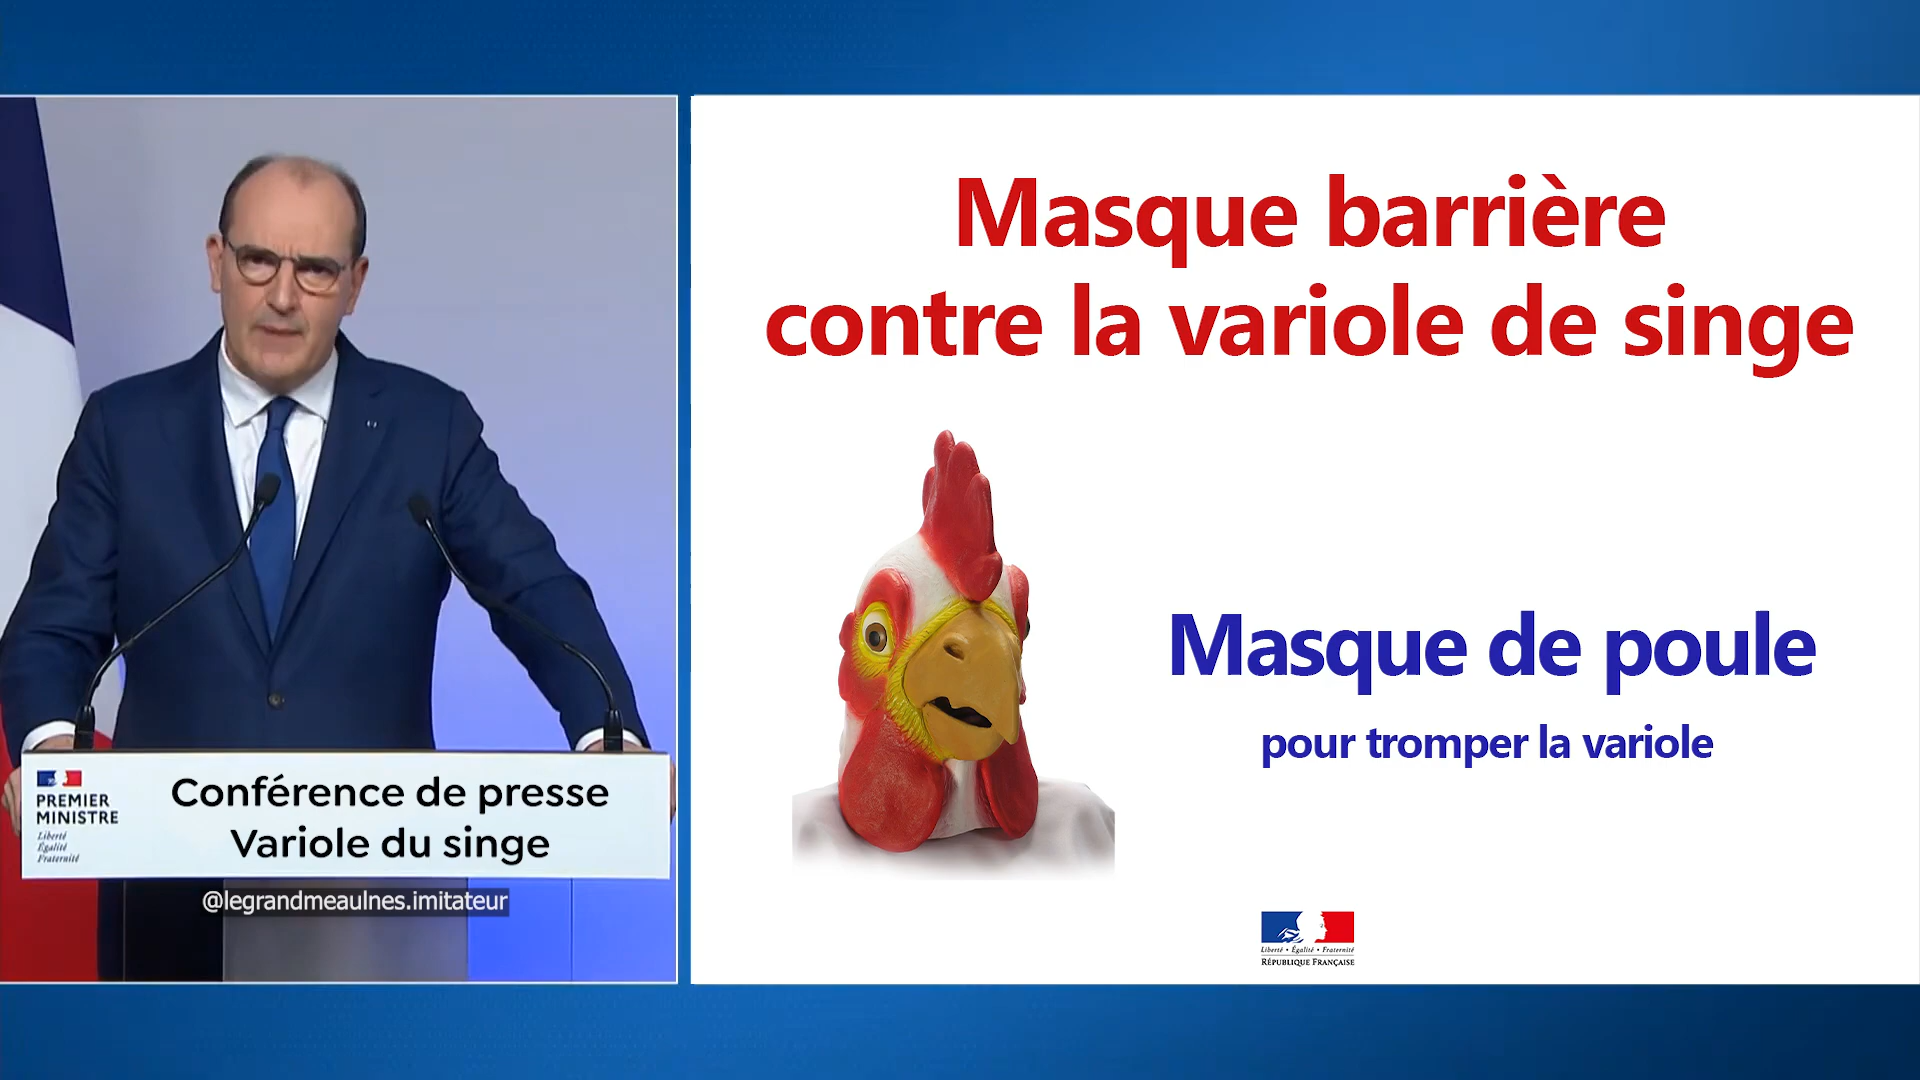 PREMIER
MINISTRE
Liberté
Égalité
Fraternité
Conférence de presse
Variole du singe
@legrandmeaulnes.imitateur
Masque barrière
contre la variole de singe
Masque de poule
pour tromper la variole
Liberté • Égalité • Fraternité
RÉPUBLIQUE FRANÇAISE